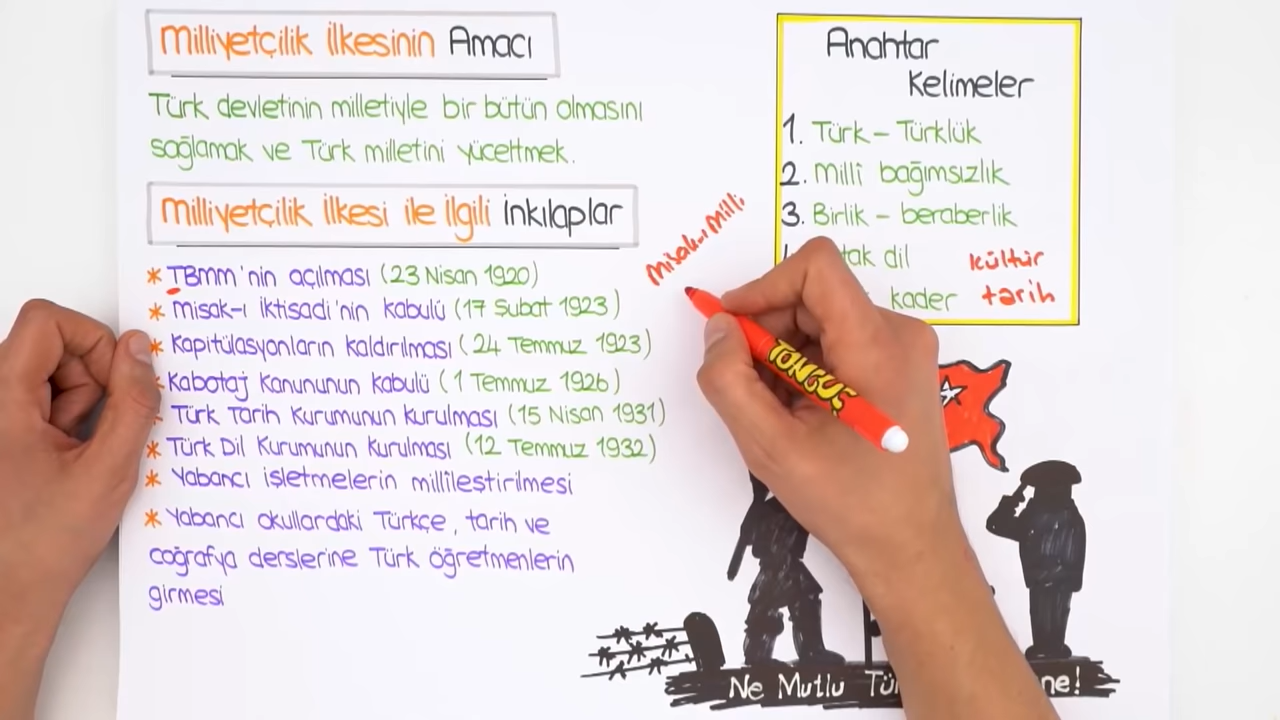 Milliyetçilik İlkesinin Amacı
Türk devletinin milletiyle bir bütün olmasını
sağlamak ve Türk milletini yüceltmek.
Milliyetçilik İlkesi ile İlgili İnkılaplar
* TBMM'nin açılması (23 Nisan 1920)
* Misak-ı İktisadi'nin kabulü (17 Şubat 1923)
* Kapitülasyonların kaldırılması (24 Temmuz 1923)
* Kabotaj Kanununun Kabulü (1 Temmuz 1926)
* Türk Tarih Kurumunun Kurulması (15 Nisan 1931)
* Türk Dil Kurumunun Kurulması (12 Temmuz 1932)
* Yabancı işletmelerin millîleştirilmesi
* Yabancı okullardaki Türkçe, tarih ve
coğrafya derslerine Türk öğretmenlerin
girmesi
Misak-ı Milli
Anahtar
Kelimeler
1. Türk – Türklük
2. Millî bağımsızlık
3. Birlik – beraberlik
dil kültür
kader tarih
TONGUÇ
Ne Mutlu